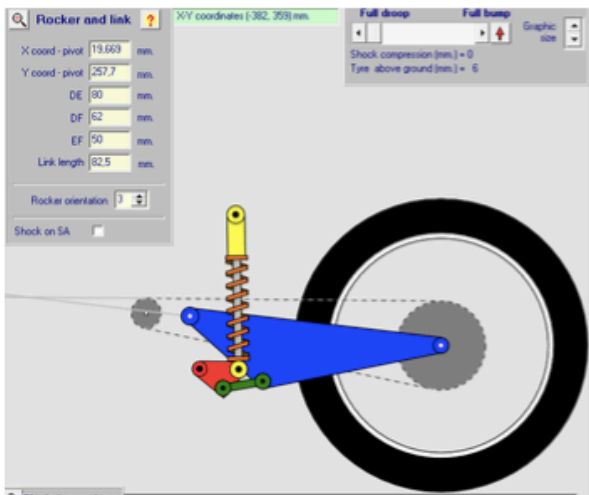 Rocker and link ?
X coord - pivot 19,669 mm.
Y coord - pivot 257,7 mm.
DE 80 mm.
DF 62 mm.
EF 50 mm.
Link length 82,5 mm.
Rocker orientation 3
Shock on SA
X-Y coordinates (-382, 359) mm.
Full droop Full bump
Graphic size
Shock compression (mm.) = 0
Tyre above ground (mm.) = 6